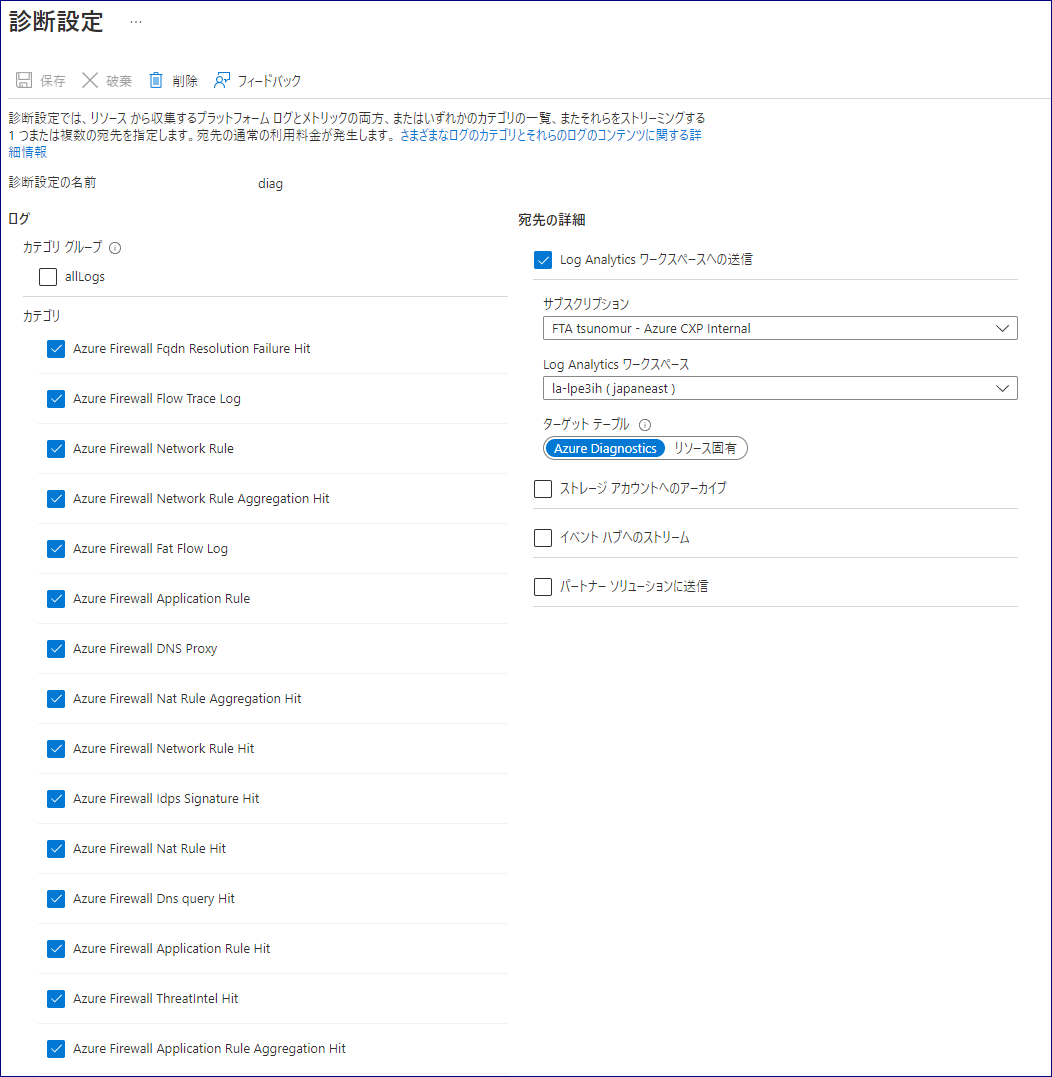 診断設定 …
保存 破棄 削除 フィードバック
診断設定では、リソース から収集するプラットフォーム ログとメトリックの両方、またはいずれかのカテゴリの一覧、またそれらをストリーミングする
1 つまたは複数の宛先を指定します。宛先の通常の利用料金が発生します。 さまざまなログのカテゴリとそれらのログのコンテンツに関する詳
細情報
診断設定の名前 diag
ログ
カテゴリ グループ
allLogs
カテゴリ
Azure Firewall Fqdn Resolution Failure Hit
Azure Firewall Flow Trace Log
Azure Firewall Network Rule
Azure Firewall Network Rule Aggregation Hit
Azure Firewall Fat Flow Log
Azure Firewall Application Rule
Azure Firewall DNS Proxy
Azure Firewall Nat Rule Aggregation Hit
Azure Firewall Network Rule Hit
Azure Firewall Idps Signature Hit
Azure Firewall Nat Rule Hit
Azure Firewall Dns query Hit
Azure Firewall Application Rule Hit
Azure Firewall ThreatIntel Hit
Azure Firewall Application Rule Aggregation Hit
宛先の詳細
Log Analytics ワークスペースへの送信
サブスクリプション
FTA tsunomur - Azure CXP Internal
Log Analytics ワークスペース
la-lpe3ih ( japaneast )
ターゲット テーブル
Azure Diagnostics リソース固有
ストレージ アカウントへのアーカイブ
イベント ハブへのストリーム
パートナー ソリューションに送信